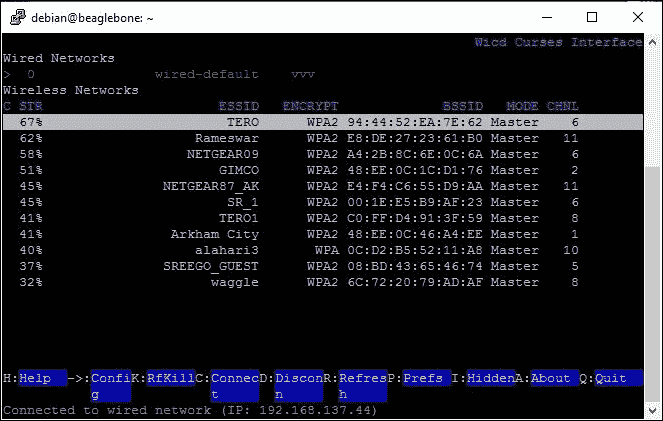 debian@beaglebone: ~
Wicd Curses Interface
Wired Networks
> 0 wired-default vvv
Wireless Networks
C STR ESSID ENCRYPT BSSID MODE CHNL
67% TERO WPA2 94:44:52:EA:7E:62 Master 6
62% Rameswar WPA2 E8:DE:27:23:61:B0 Master 11
58% NETGEAR09 WPA2 A4:2B:8C:6E:0C:6A Master 6
51% GIMCO WPA2 48:EE:0C:1C:D1:76 Master 2
45% NETGEAR87_AK WPA2 E4:F4:C6:55:D9:AA Master 11
45% SR_1 WPA2 00:1E:E5:B9:AF:23 Master 6
41% TERO1 WPA2 C0:FF:D4:91:3F:59 Master 8
41% Arkham City WPA2 48:EE:0C:46:A4:EE Master 1
40% alahari3 WPA 0C:D2:B5:52:11:A8 Master 10
37% SREEGO_GUEST WPA2 08:BD:43:65:46:74 Master 5
32% waggle WPA2 6C:72:20:79:AD:AF Master 8
H:Help ->:Confi K:RfKill C:Connec D:Discon R:Refres P:Prefs I:Hidden A:About Q:Quit
g t n h
Connected to wired network (IP: 192.168.137.44)